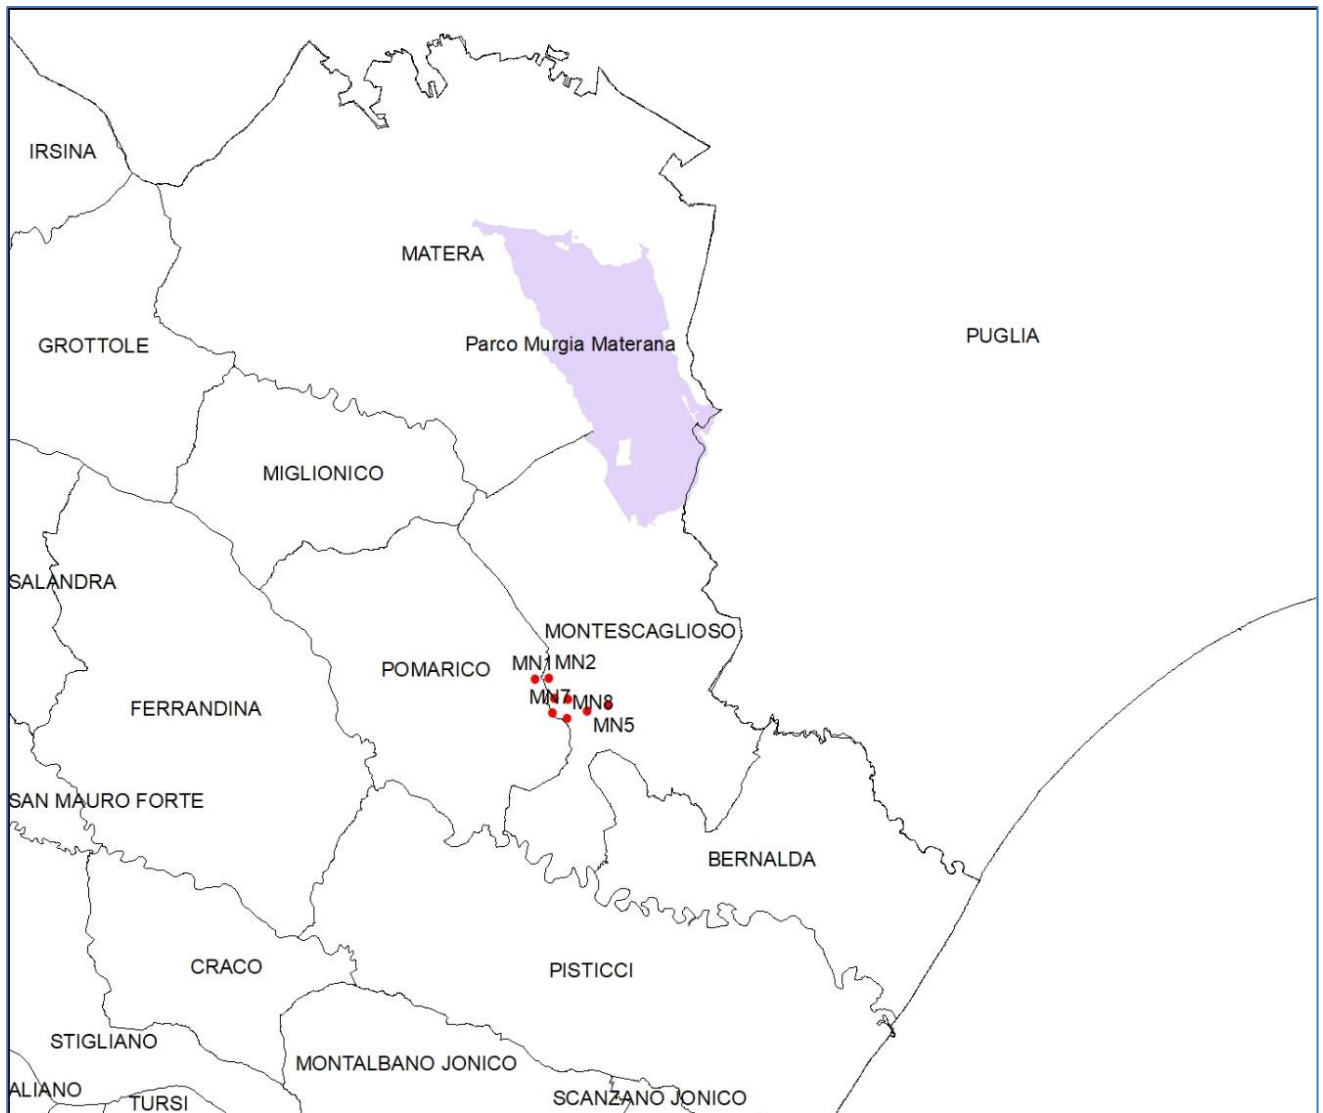 IRSINA
MATERA
PUGLIA
Parco Murgia Materana
GROTTOLE
MIGLIONICO
SALANDRA
MONTESCAGLIOSO
MN1 MN2
POMARICO
MN7 MN8
FERRANDINA
MN5
SAN MAURO FORTE
BERNALDA
CRACO
PISTICCI
STIGLIANO
MONTALBANO JONICO
ALIANO
SCANZANO JONICO
TURSI